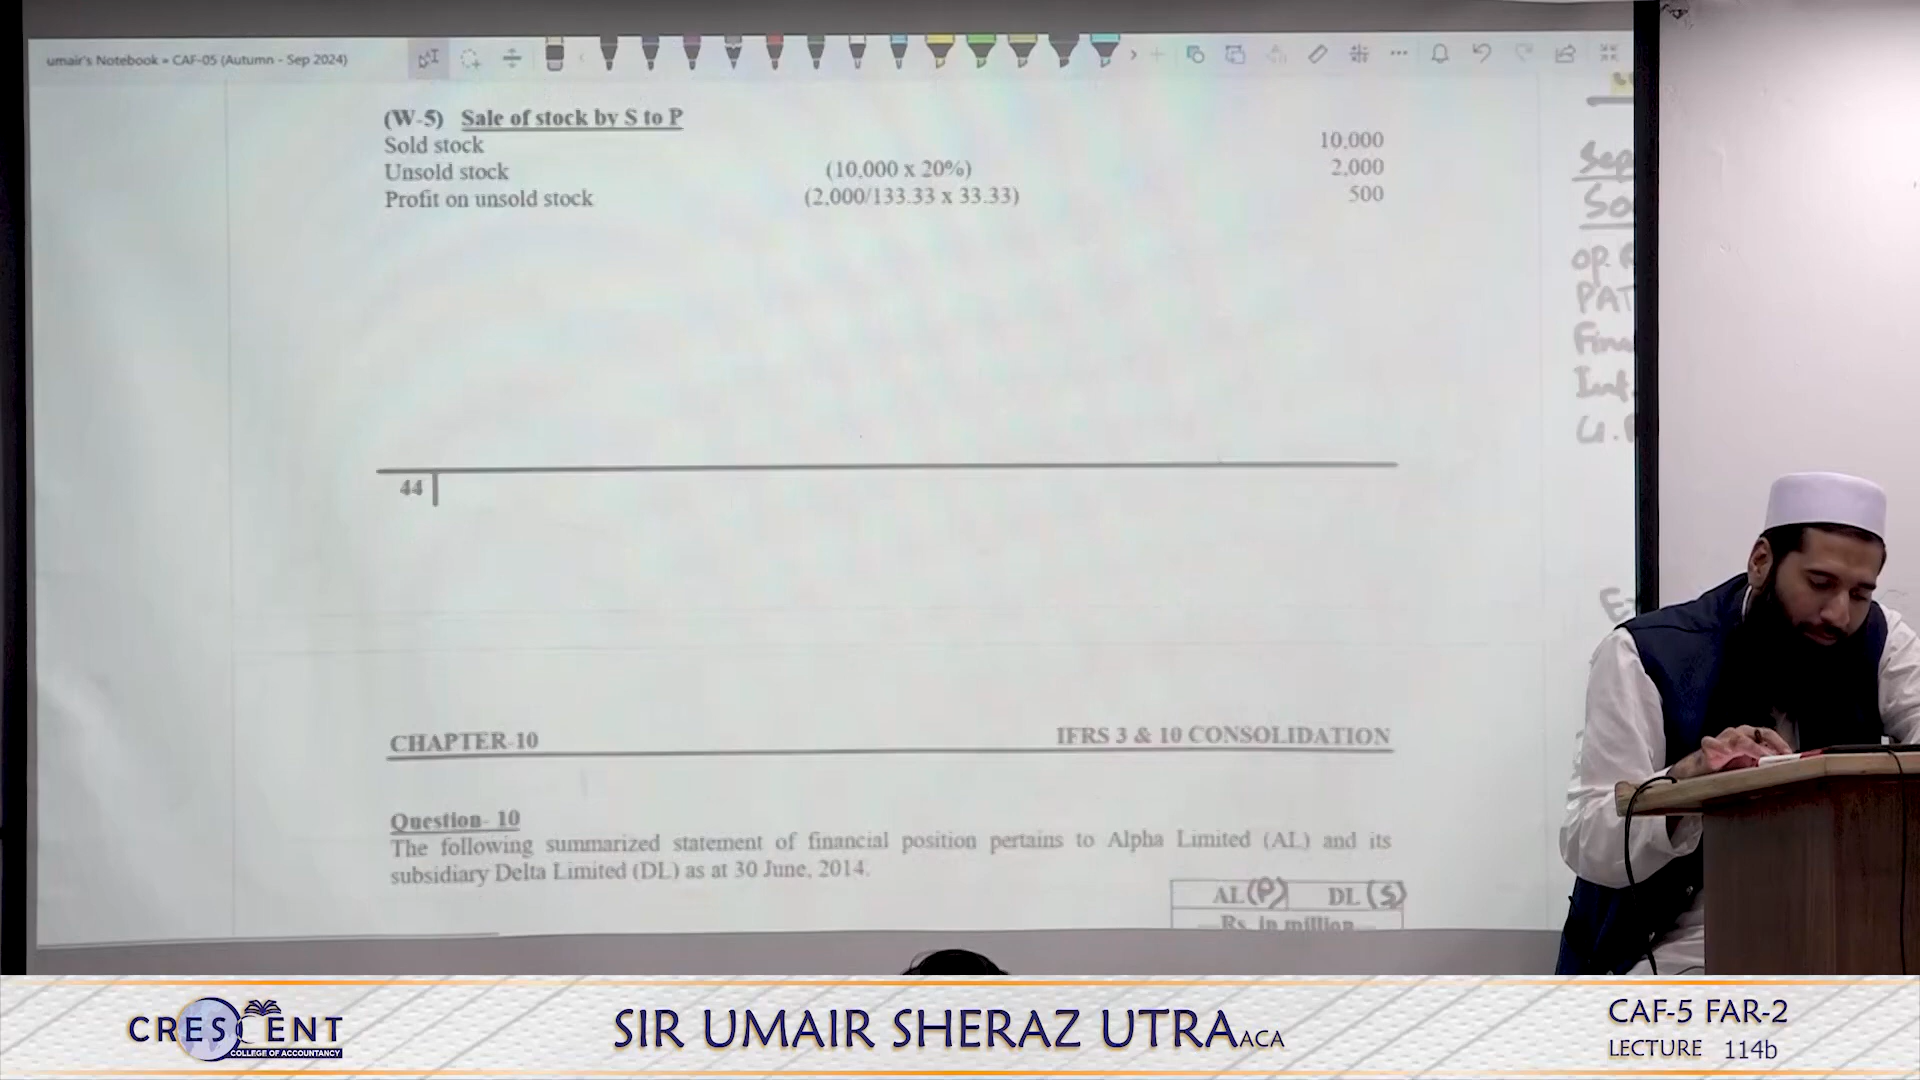 umair's Notebook » CAF-05 (Autumn - Sep 2024)
(W-5) Sale of stock by S to P
Sold stock 10,000
Unsold stock (10,000 x 20%) 2,000
Profit on unsold stock (2,000/133.33 x 33.33) 500
44
CHAPTER-10 IFRS 3 & 10 CONSOLIDATION
Question- 10
The following summarized statement of financial position pertains to Alpha Limited (AL) and its
subsidiary Delta Limited (DL) as at 30 June, 2014.
AL (P) DL (S)
Rs. in million
Sep
So
op.
PAT
CRESCENT
COLLEGE OF ACCOUNTANCY
SIR UMAIR SHERAZ UTRA ACA
CAF-5 FAR-2
LECTURE 114b